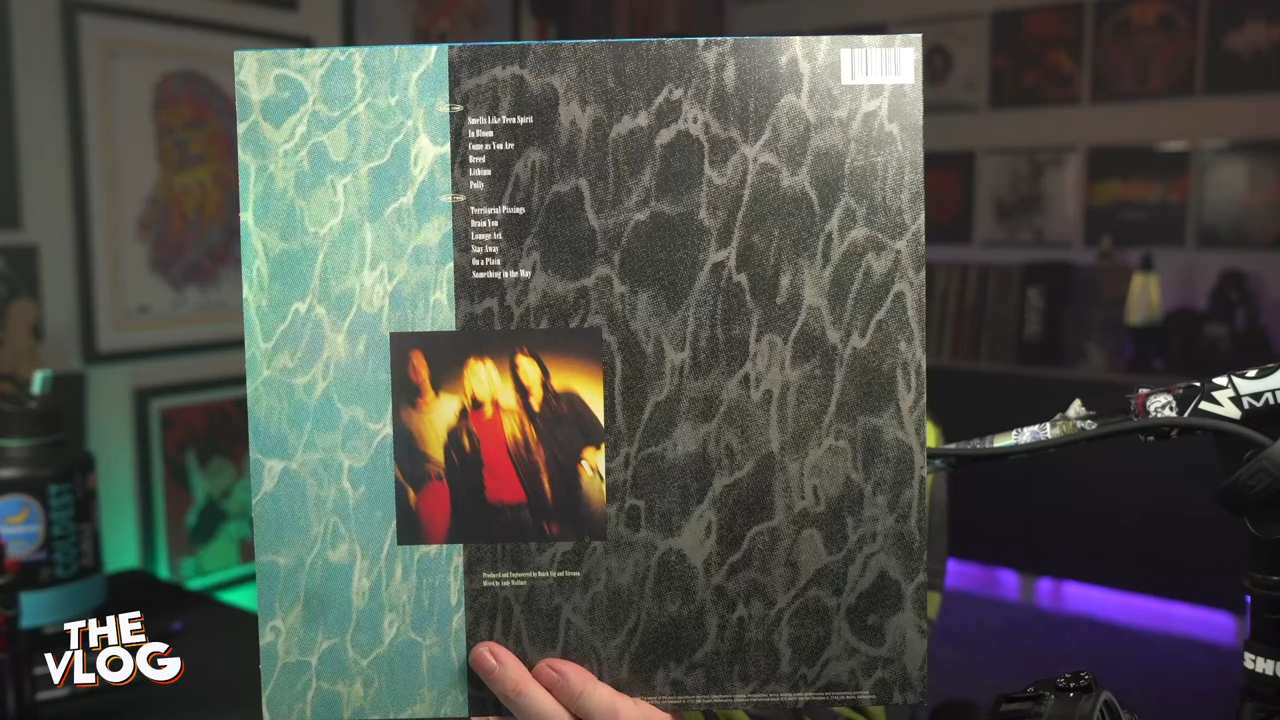 Smells Like Teen Spirit
In Bloom
Come as You Are
Breed
Lithium
Polly
Territorial Pissings
Drain You
Lounge Act
Stay Away
On a Plain
Something in the Way
Produced and Engineered by Butch Vig and Nirvana
Mixed by Andy Wallace
COLDEST
THE
VLOG
SHU